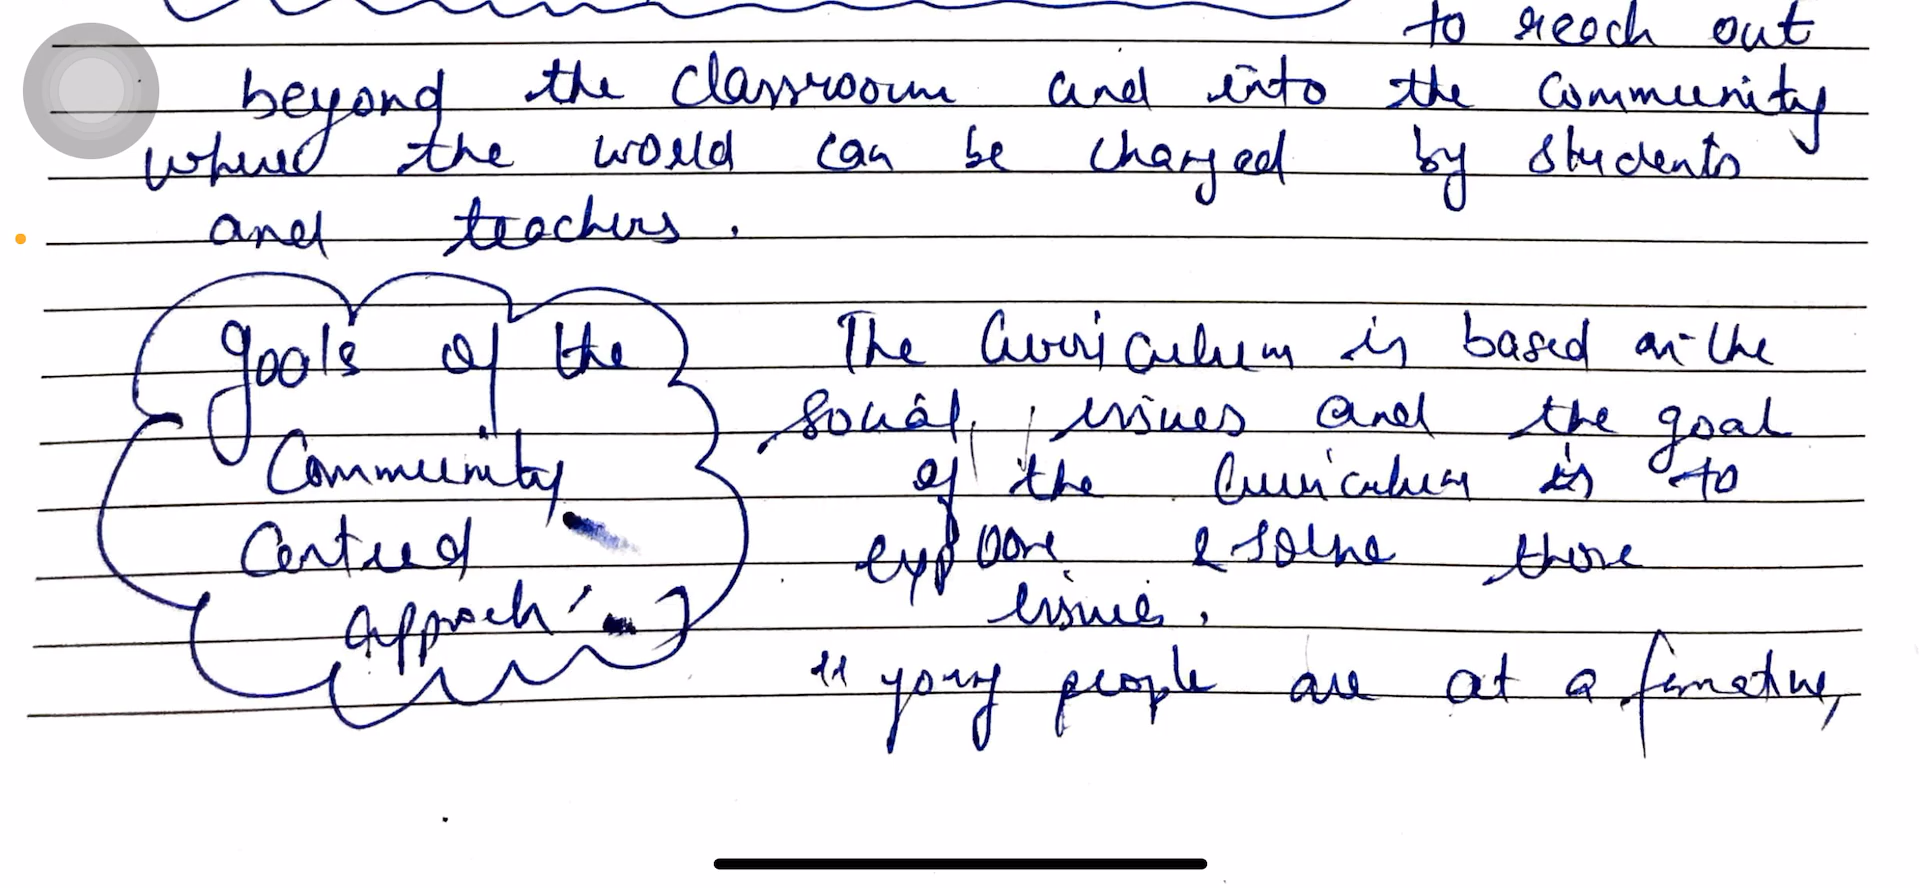 to reach out
beyond the classroom and into the community
where the world can be changed by students
and teachers.
goals of the
Community
Centred
approach
The Curriculum is based on the
social issues and the goal
of the Curriculum is to
explore & solve those
issues.
"young people are at a formative,